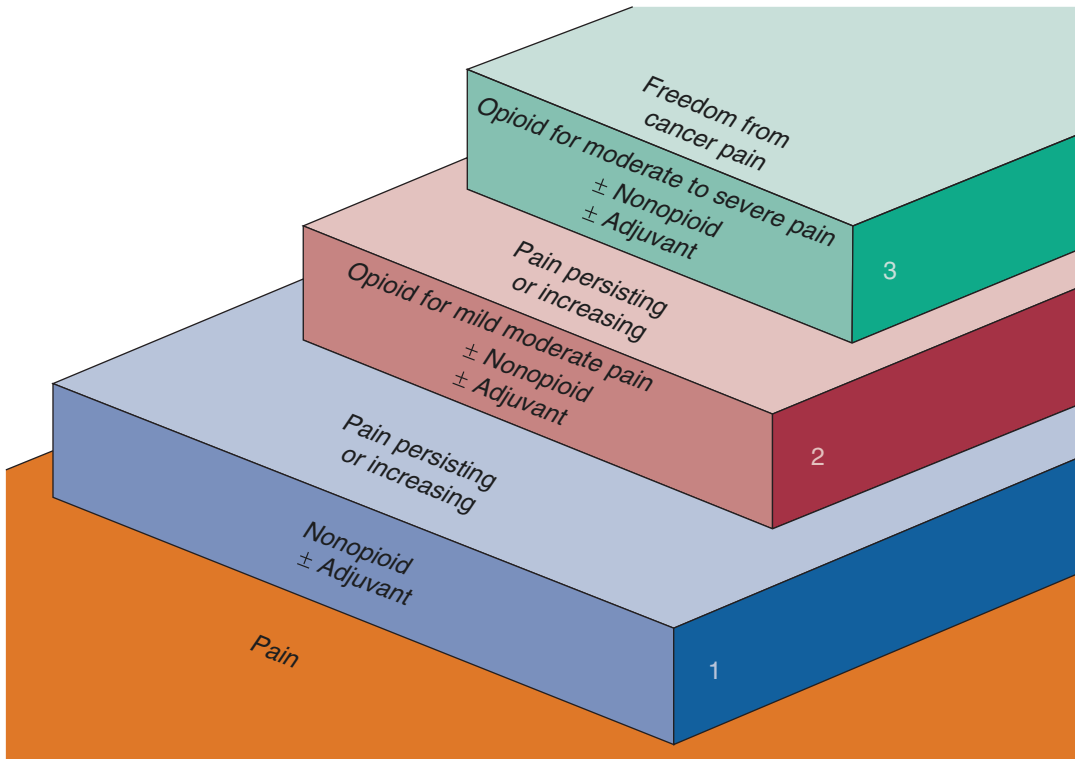 Freedom from
cancer pain
Opioid for moderate to severe pain
± Nonopioid
± Adjuvant
3
Pain persisting
or increasing
Opioid for mild moderate pain
± Nonopioid
± Adjuvant
2
Pain persisting
or increasing
Nonopioid
± Adjuvant
1
Pain